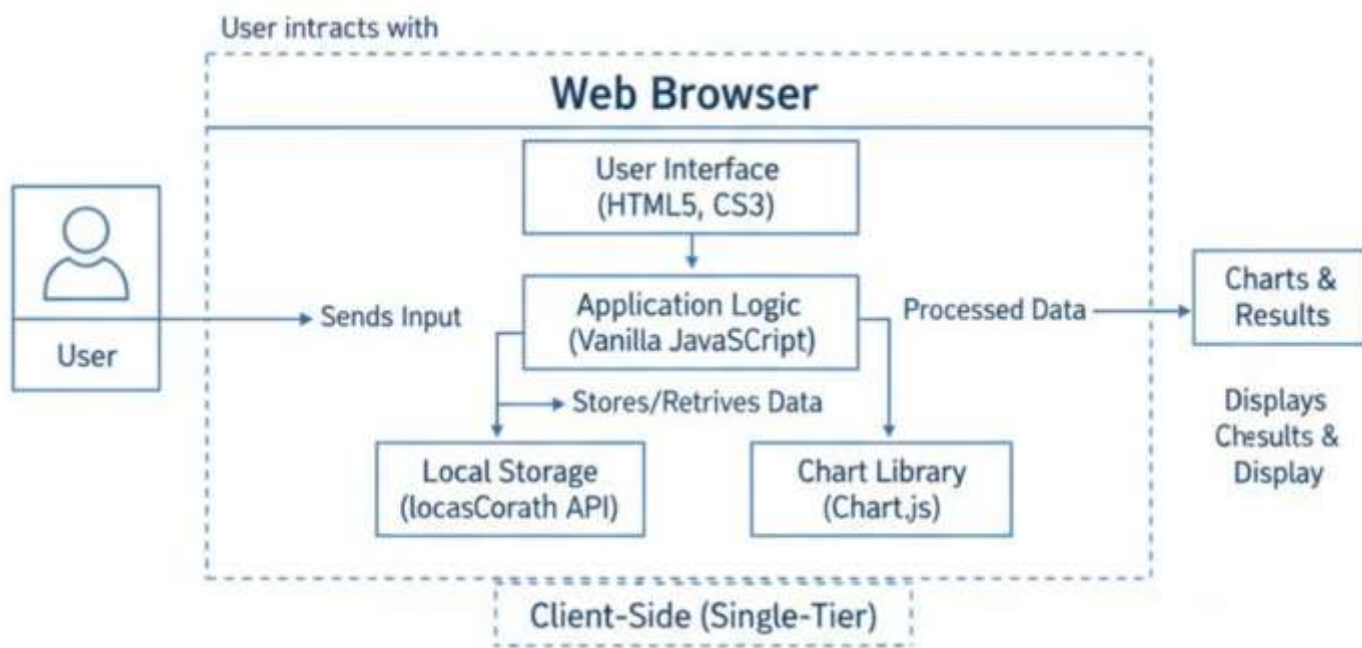 User intracts with
Web Browser
User Interface
(HTML5, CS3)
User
Sends Input
Application Logic
(Vanilla JavaSCript)
Processed Data
Charts &
Results
Stores/Retrives Data
Local Storage
(locasCorath API)
Chart Library
(Chart.js)
Displays
Chesults &
Display
Client-Side (Single-Tier)